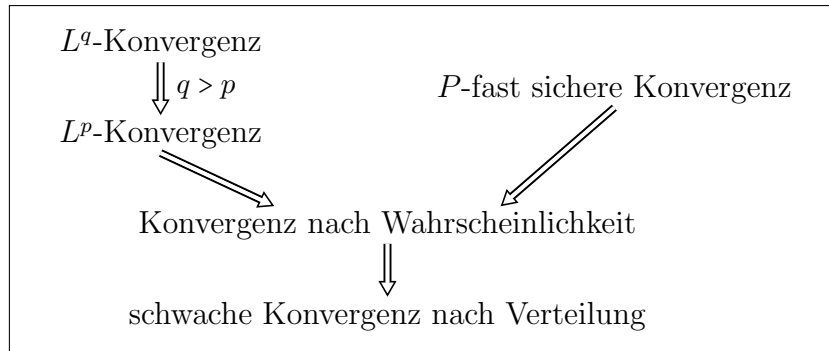 L^q-Konvergenz
q > p
P-fast sichere Konvergenz
L^p-Konvergenz
Konvergenz nach Wahrscheinlichkeit
schwache Konvergenz nach Verteilung